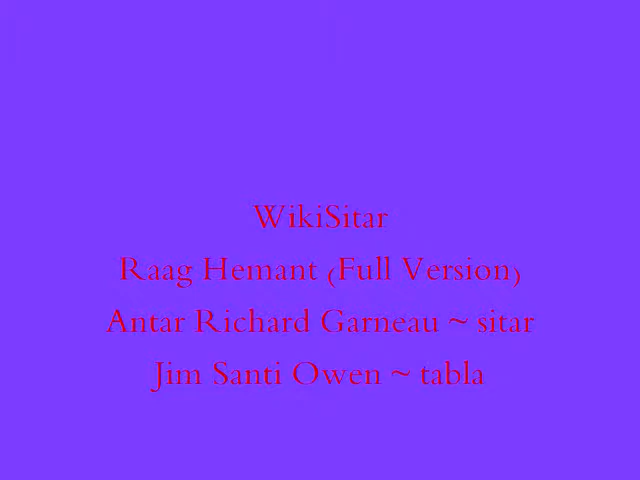 WikiSitar
Raag Hemant (Full Version)
Antar Richard Garneau ~ sitar
Jim Santi Owen ~ tabla